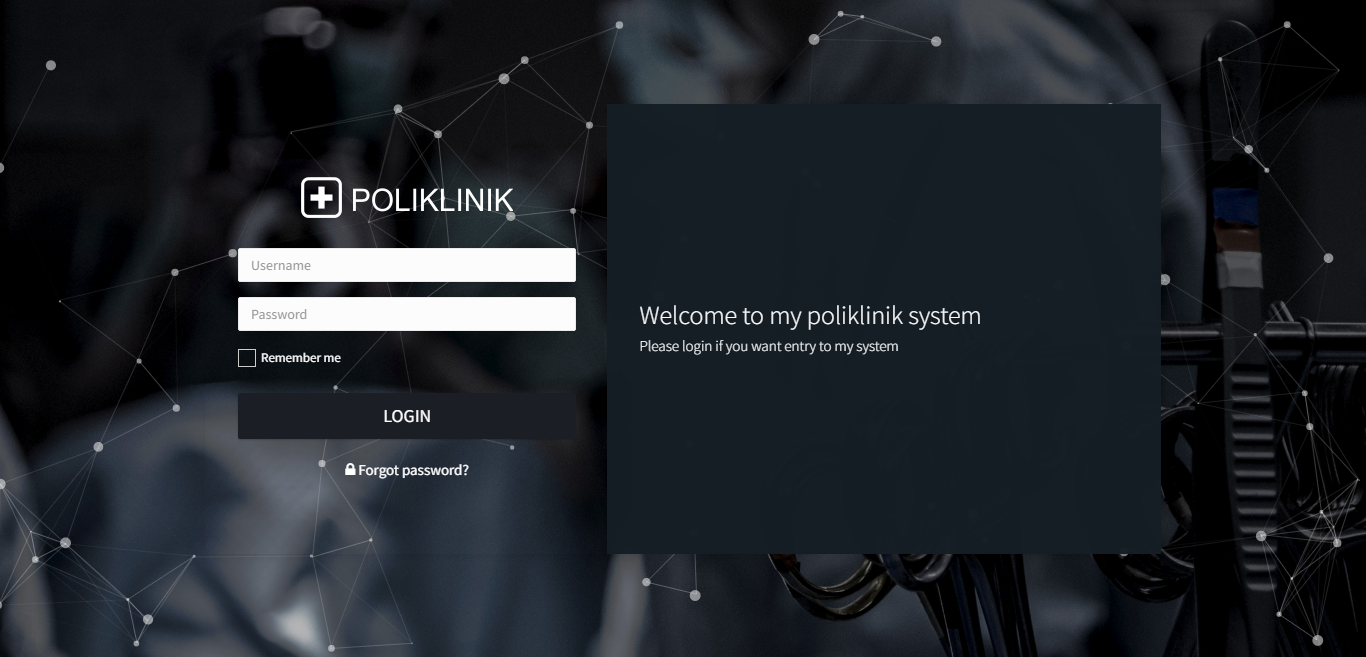 POLIKLINIK
Username
Password
Remember me
LOGIN
Forgot password?
Welcome to my poliklinik system
Please login if you want entry to my system